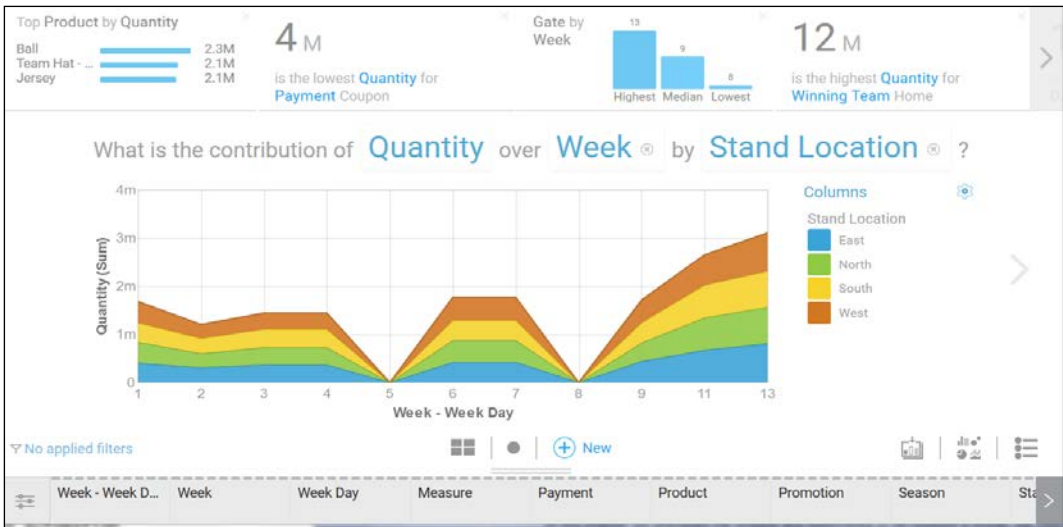 Top Product by Quantity
Ball 2.3M
Team Hat - ... 2.1M
Jersey 2.1M
4 M
is the lowest Quantity for
Payment Coupon
Gate by
Week
13
9
8
Highest Median Lowest
12 M
is the highest Quantity for
Winning Team Home
What is the contribution of Quantity over Week by Stand Location ?
4m
3m
2m
1m
0
Quantity (Sum)
1 2 3 4 5 6 7 8 9 11 13
Week - Week Day
Columns
Stand Location
East
North
South
West
No applied filters
New
Week - Week D... Week Week Day Measure Payment Product Promotion Season Sta